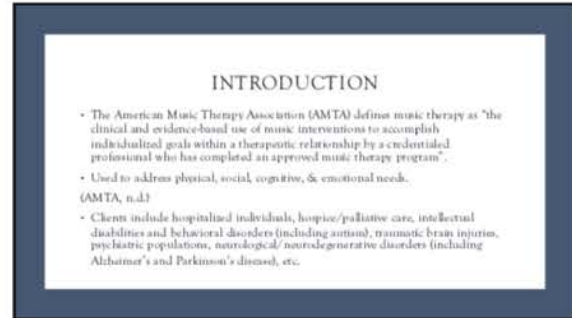 INTRODUCTION
• The American Music Therapy Association (AMTA) defines music therapy as "the
clinical and evidence-based use of music interventions to accomplish
individualized goals within a therapeutic relationship by a credentialed
professional who has completed an approved music therapy program".
• Used to address physical, social, cognitive, & emotional needs.
(AMTA, n.d.)
• Clients include hospitalized individuals, hospice/palliative care, intellectual
disabilities and behavioral disorders (including autism), traumatic brain injuries,
psychiatric populations, neurological/neurodegenerative disorders (including
Alzheimer's and Parkinson's disease), etc.